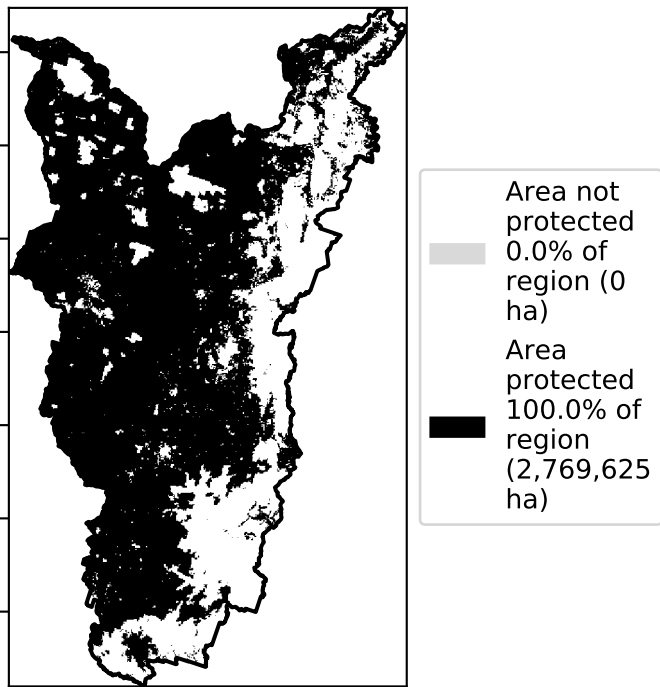 Area not
protected
0.0% of
region (0
ha)
Area
protected
100.0% of
region
(2,769,625
ha)